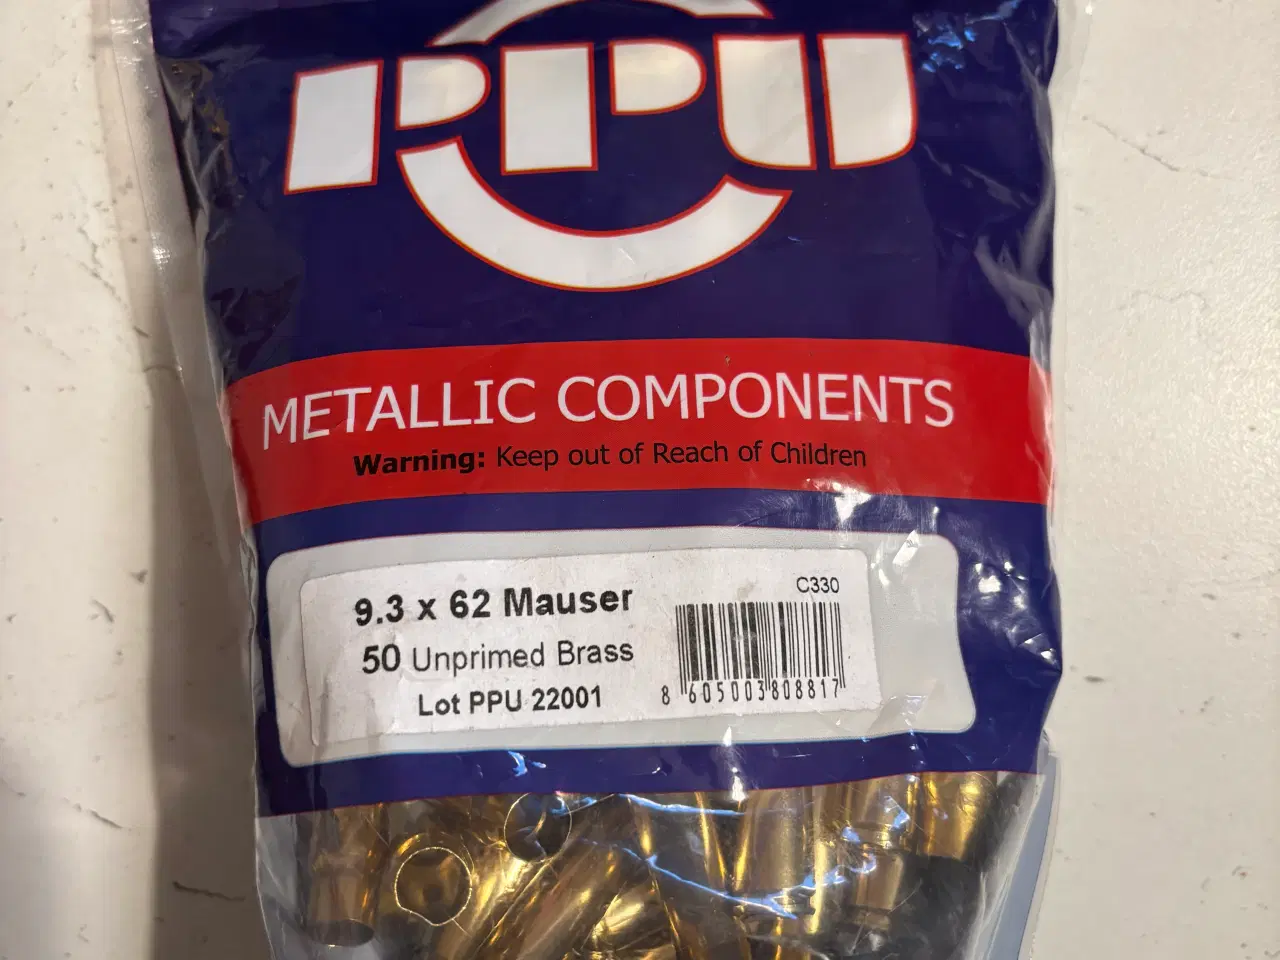 PPU
METALLIC COMPONENTS
Warning: Keep out of Reach of Children
9.3 x 62 Mauser
50 Unprimed Brass
Lot PPU 22001
C330
8 605003 808817